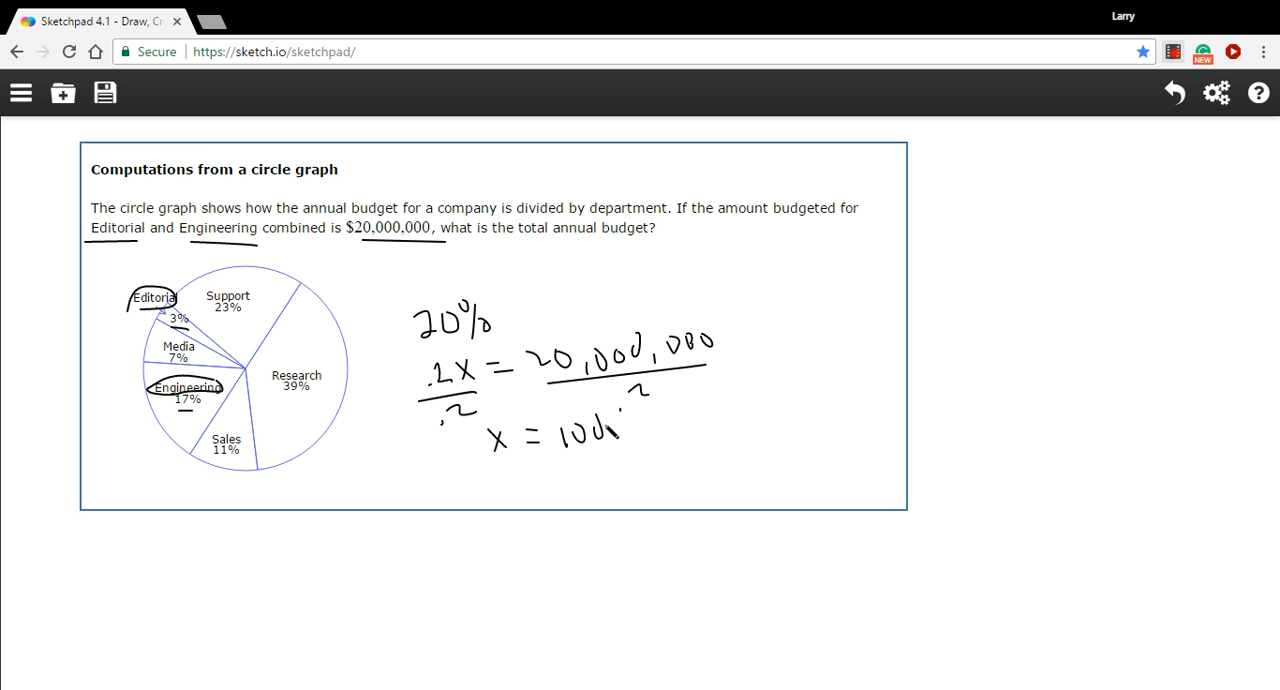 Sketchpad 4.1 - Draw, Cr
Larry
Secure https://sketch.io/sketchpad/
NEW
Computations from a circle graph
The circle graph shows how the annual budget for a company is divided by department. If the amount budgeted for
Editorial and Engineering combined is $20,000,000, what is the total annual budget?
Editorial
3%
Support
23%
Media
7%
Research
39%
Engineering
17%
Sales
11%
20%
.2x = 20,000,000
.2 .2
x = 100